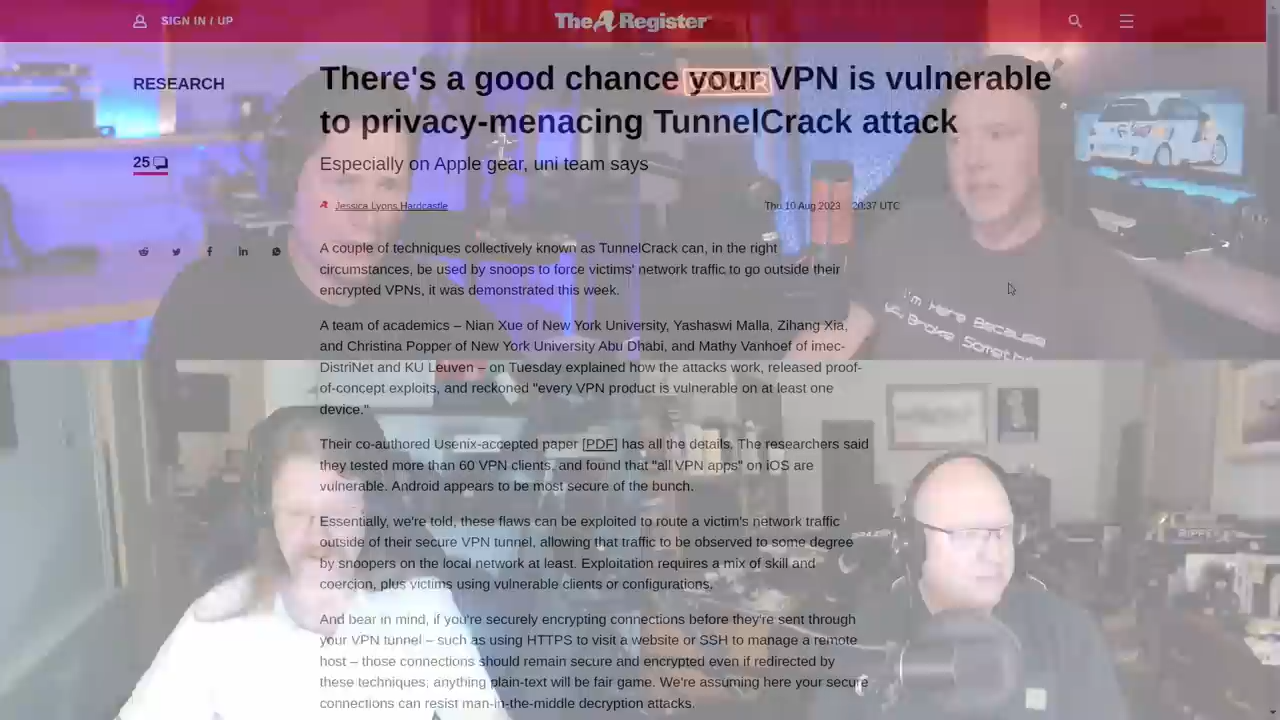 SIGN IN / UP
The Register
RESEARCH
There's a good chance your VPN is vulnerable
to privacy-menacing TunnelCrack attack
25
Especially on Apple gear, uni team says
Jessica Lyons Hardcastle
Thu 10 Aug 2023 20:37 UTC
A couple of techniques collectively known as TunnelCrack can, in the right
circumstances, be used by snoops to force victims' network traffic to go outside their
encrypted VPNs, it was demonstrated this week.
A team of academics – Nian Xue of New York University, Yashaswi Malla, Zihang Xia,
and Christina Popper of New York University Abu Dhabi, and Mathy Vanhoef of imec-
DistriNet and KU Leuven – on Tuesday explained how the attacks work, released proof-
of-concept exploits, and reckoned "every VPN product is vulnerable on at least one
device."
Their co-authored Usenix-accepted paper [PDF] has all the details. The researchers said
they tested more than 60 VPN clients, and found that "all VPN apps" on iOS are
vulnerable. Android appears to be most secure of the bunch.
Essentially, we're told, these flaws can be exploited to route a victim's network traffic
outside of their secure VPN tunnel, allowing that traffic to be observed to some degree
by snoopers on the local network at least. Exploitation requires a mix of skill and
coercion, plus victims using vulnerable clients or configurations.
And bear in mind, if you're securely encrypting connections before they're sent through
your VPN tunnel – such as using HTTPS to visit a website or SSH to manage a remote
host – those connections should remain secure and encrypted even if redirected by
these techniques; anything plain-text will be fair game. We're assuming here your secure
connections can resist man-in-the-middle decryption attacks.
I'm Here Because
you Broke Something